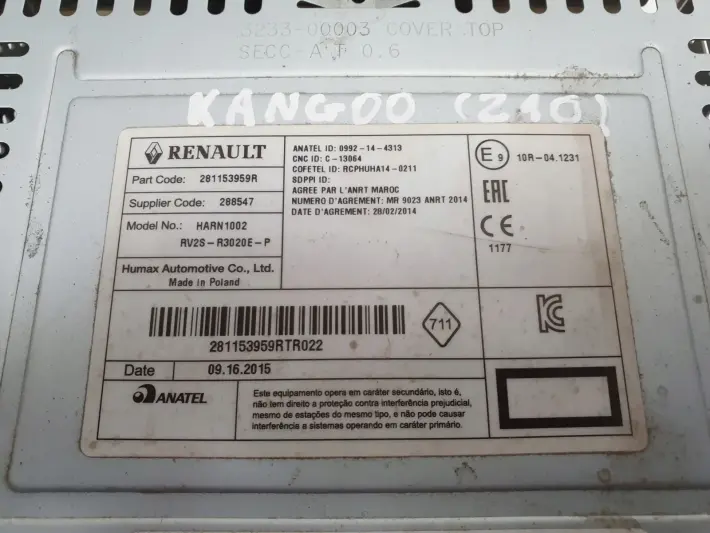 3233-00003 COVER TOP
SECC-AT 0.6
KANGOO (210)
RENAULT
Part Code: 281153959R
Supplier Code: 288547
Model No.: HARN1002
RV2S-R3020E-P
Humax Automotive Co., Ltd.
Made in Poland
ANATEL ID: 0992-14-4313
CNC ID: C-13064
COFETEL ID: RCPHUHA14-0211
SDPPI ID:
AGREE PAR L'ANRT MAROC
NUMERO D'AGREMENT: MR 9023 ANRT 2014
DATE D'AGREMENT: 28/02/2014
E9 10R-04.1231
EAC
CE
1177
281153959RTR022
711
Date 09.16.2015
ANATEL
Este equipamento opera em caráter secundário, isto é,
não tem direito a proteção contra interferência prejudicial,
mesmo de estações do mesmo tipo, e não pode causar
interferência a sistemas operando em caráter primário.